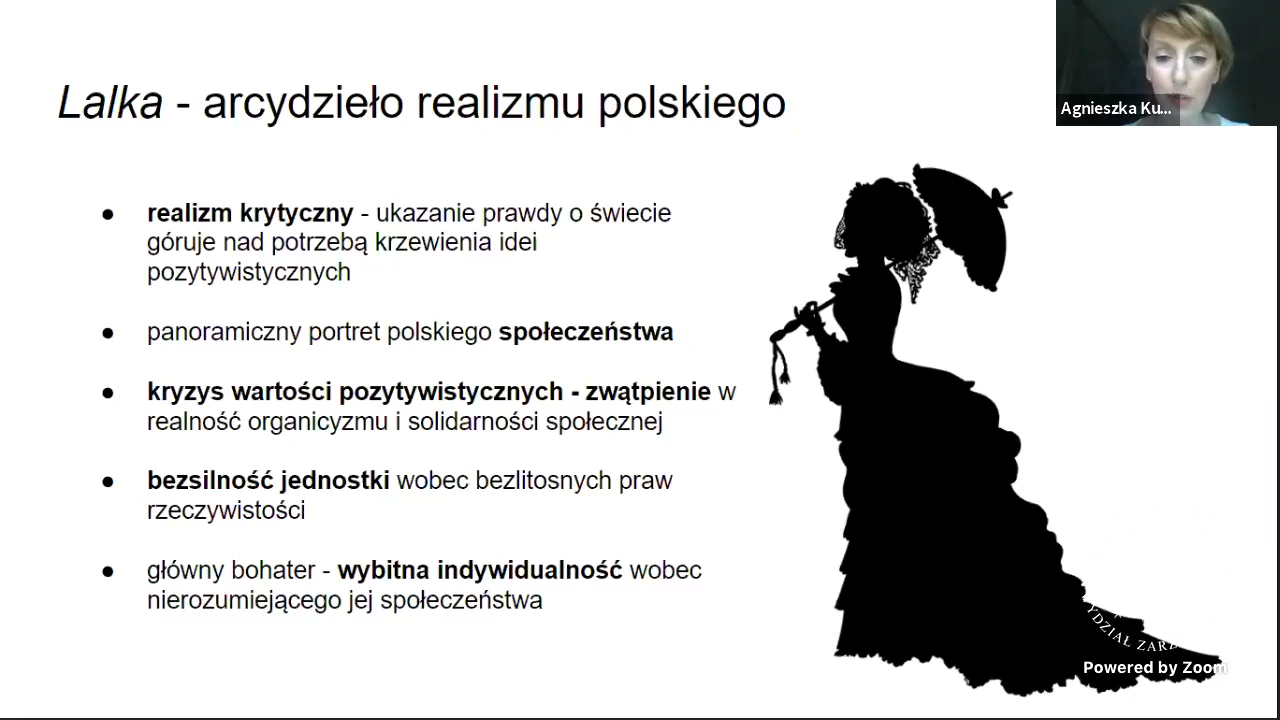 Lalka - arcydzieło realizmu polskiego
Agnieszka Ku...
● realizm krytyczny - ukazanie prawdy o świecie
góruje nad potrzebą krzewienia idei
pozytywistycznych
● panoramiczny portret polskiego społeczeństwa
● kryzys wartości pozytywistycznych - zwątpienie w
realność organicyzmu i solidarności społecznej
● bezsilność jednostki wobec bezlitosnych praw
rzeczywistości
● główny bohater - wybitna indywidualność wobec
nierozumiejącego jej społeczeństwa
Powered by Zoom